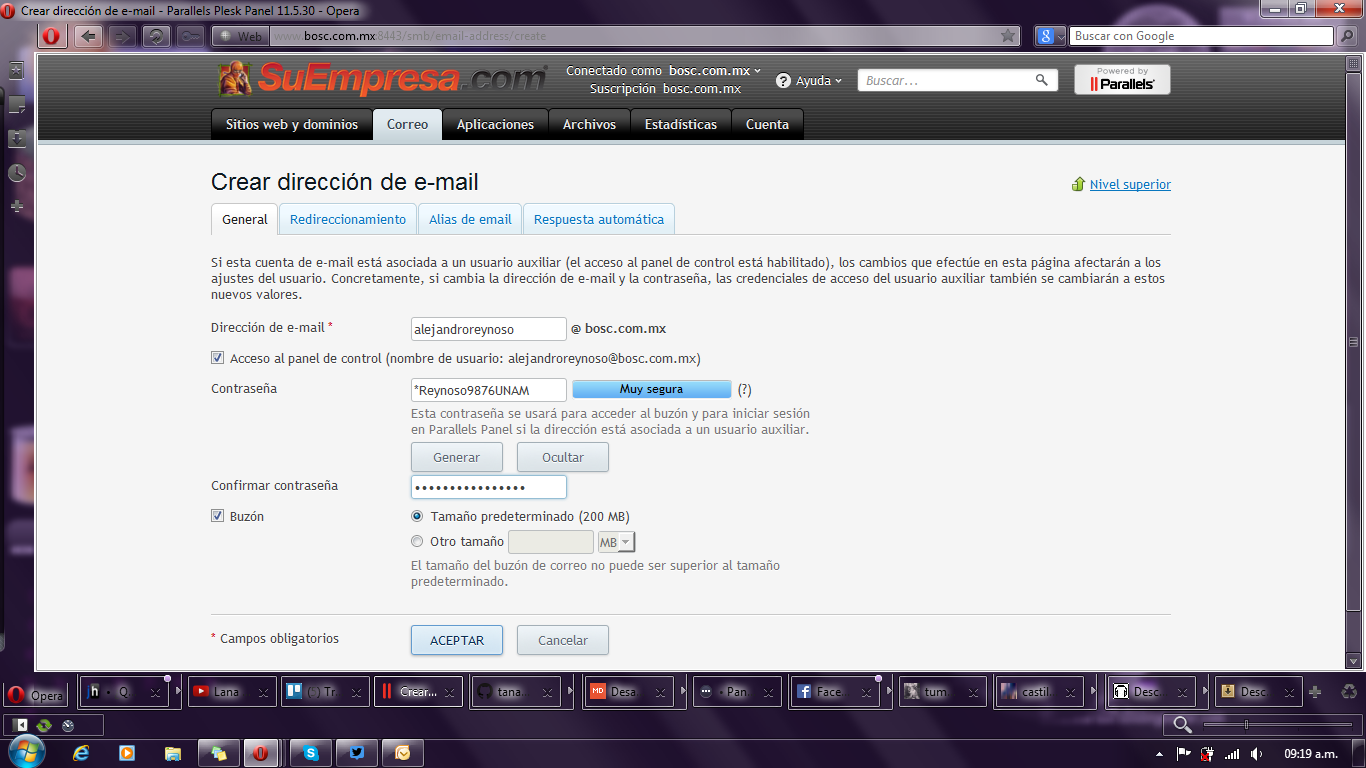 Crear dirección de e-mail - Parallels Plesk Panel 11.5.30 - Opera
Web www.bosc.com.mx:8443/smb/email-address/create Buscar con Google
SuEmpresa.com
Conectado como bosc.com.mx
Suscripción bosc.com.mx
Ayuda
Buscar...
Powered by
Parallels
Sitios web y dominios Correo Aplicaciones Archivos Estadísticas Cuenta
Crear dirección de e-mail
Nivel superior
General Redireccionamiento Alias de email Respuesta automática
Si esta cuenta de e-mail está asociada a un usuario auxiliar (el acceso al panel de control está habilitado), los cambios que efectúe en esta página afectarán a los
ajustes del usuario. Concretamente, si cambia la dirección de e-mail y la contraseña, las credenciales de acceso del usuario auxiliar también se cambiarán a estos
nuevos valores.
Dirección de e-mail * alejandroreynoso @ bosc.com.mx
Acceso al panel de control (nombre de usuario: alejandroreynoso@bosc.com.mx)
Contraseña *Reynoso9876UNAM Muy segura (?)
Esta contraseña se usará para acceder al buzón y para iniciar sesión
en Parallels Panel si la dirección está asociada a un usuario auxiliar.
Generar Ocultar
Confirmar contraseña ••••••••••••••••
Buzón Tamaño predeterminado (200 MB)
Otro tamaño MB
El tamaño del buzón de correo no puede ser superior al tamaño
predeterminado.
* Campos obligatorios ACEPTAR Cancelar
Opera jh • Q. Lana (*) Tr Crear... tana. MD Desa. • Pan. Face. tum. castil. Desc. Desc
09:19 a.m.